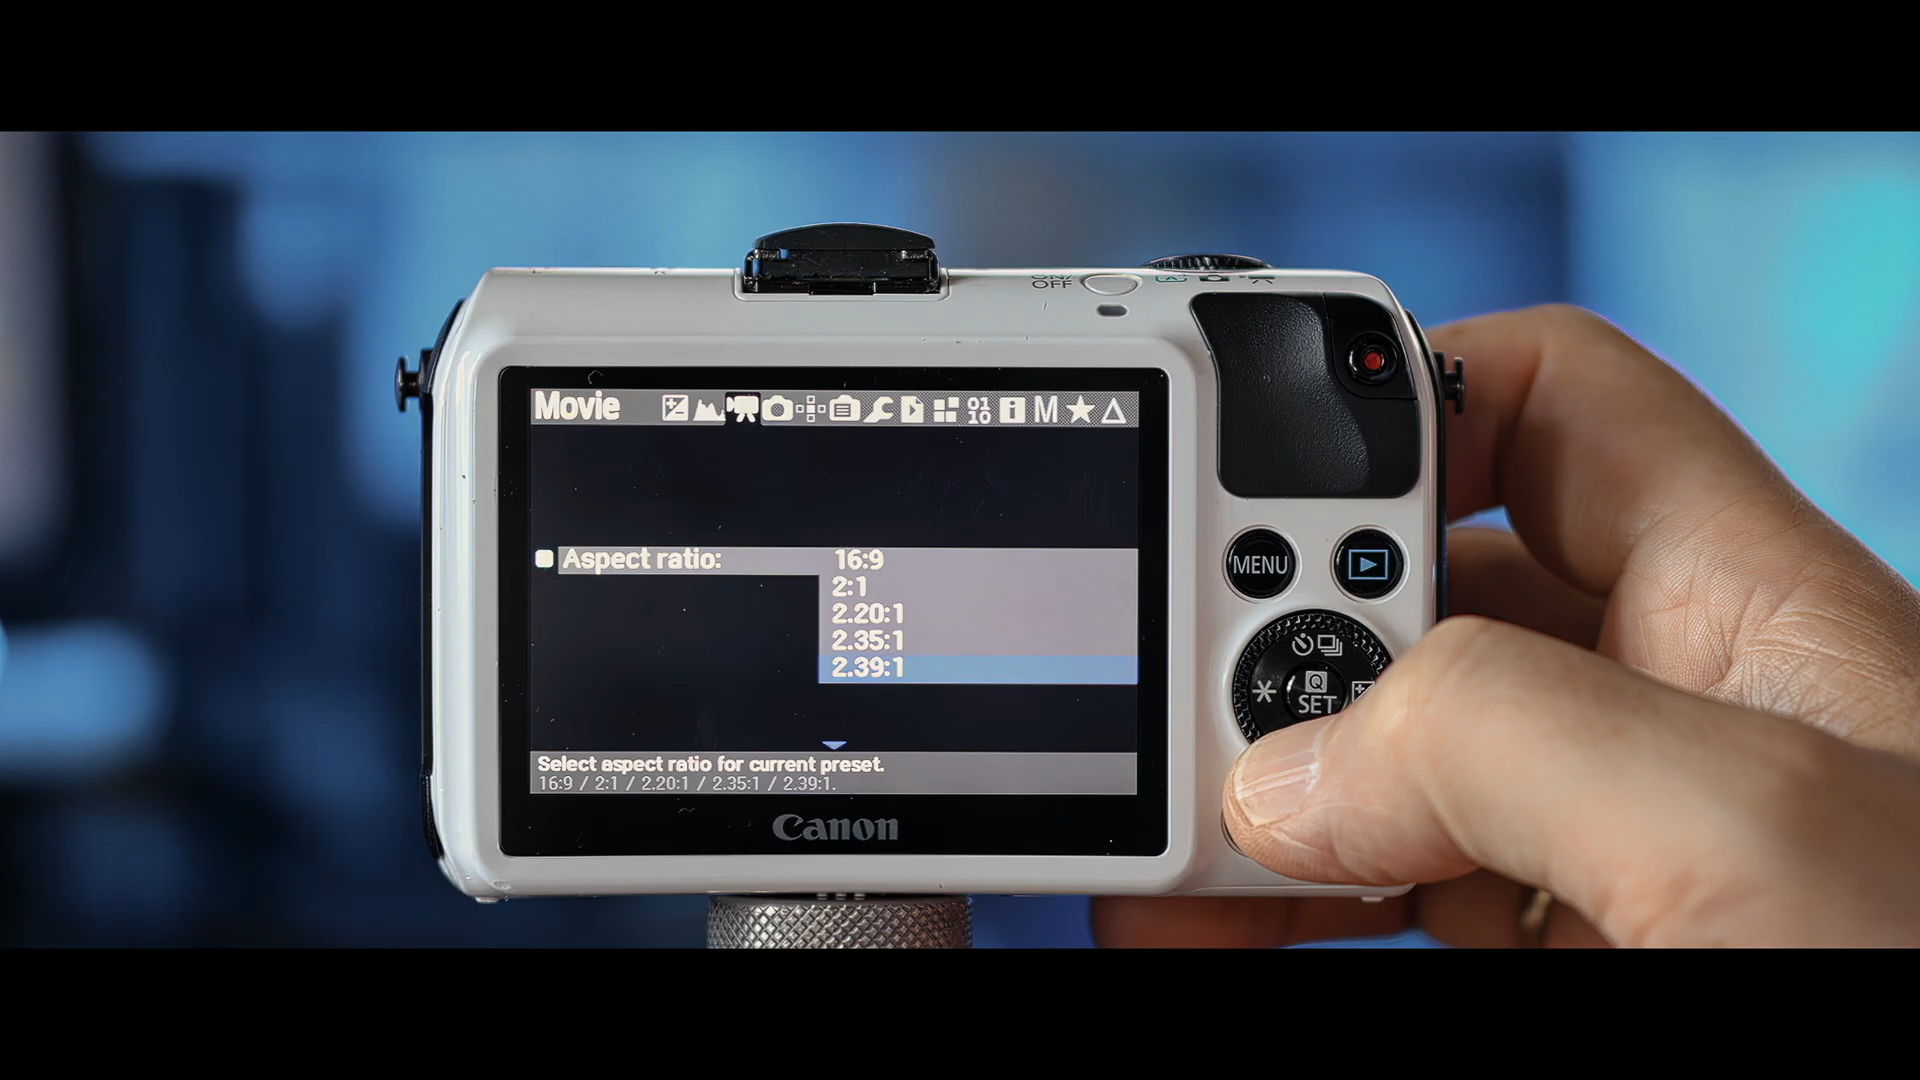 ON/
OFF
Movie
01
10
M
Aspect ratio: 16:9
2:1
2.20:1
2.35:1
2.39:1
Select aspect ratio for current preset.
16:9 / 2:1 / 2.20:1 / 2.35:1 / 2.39:1.
Canon
MENU
Q
SET